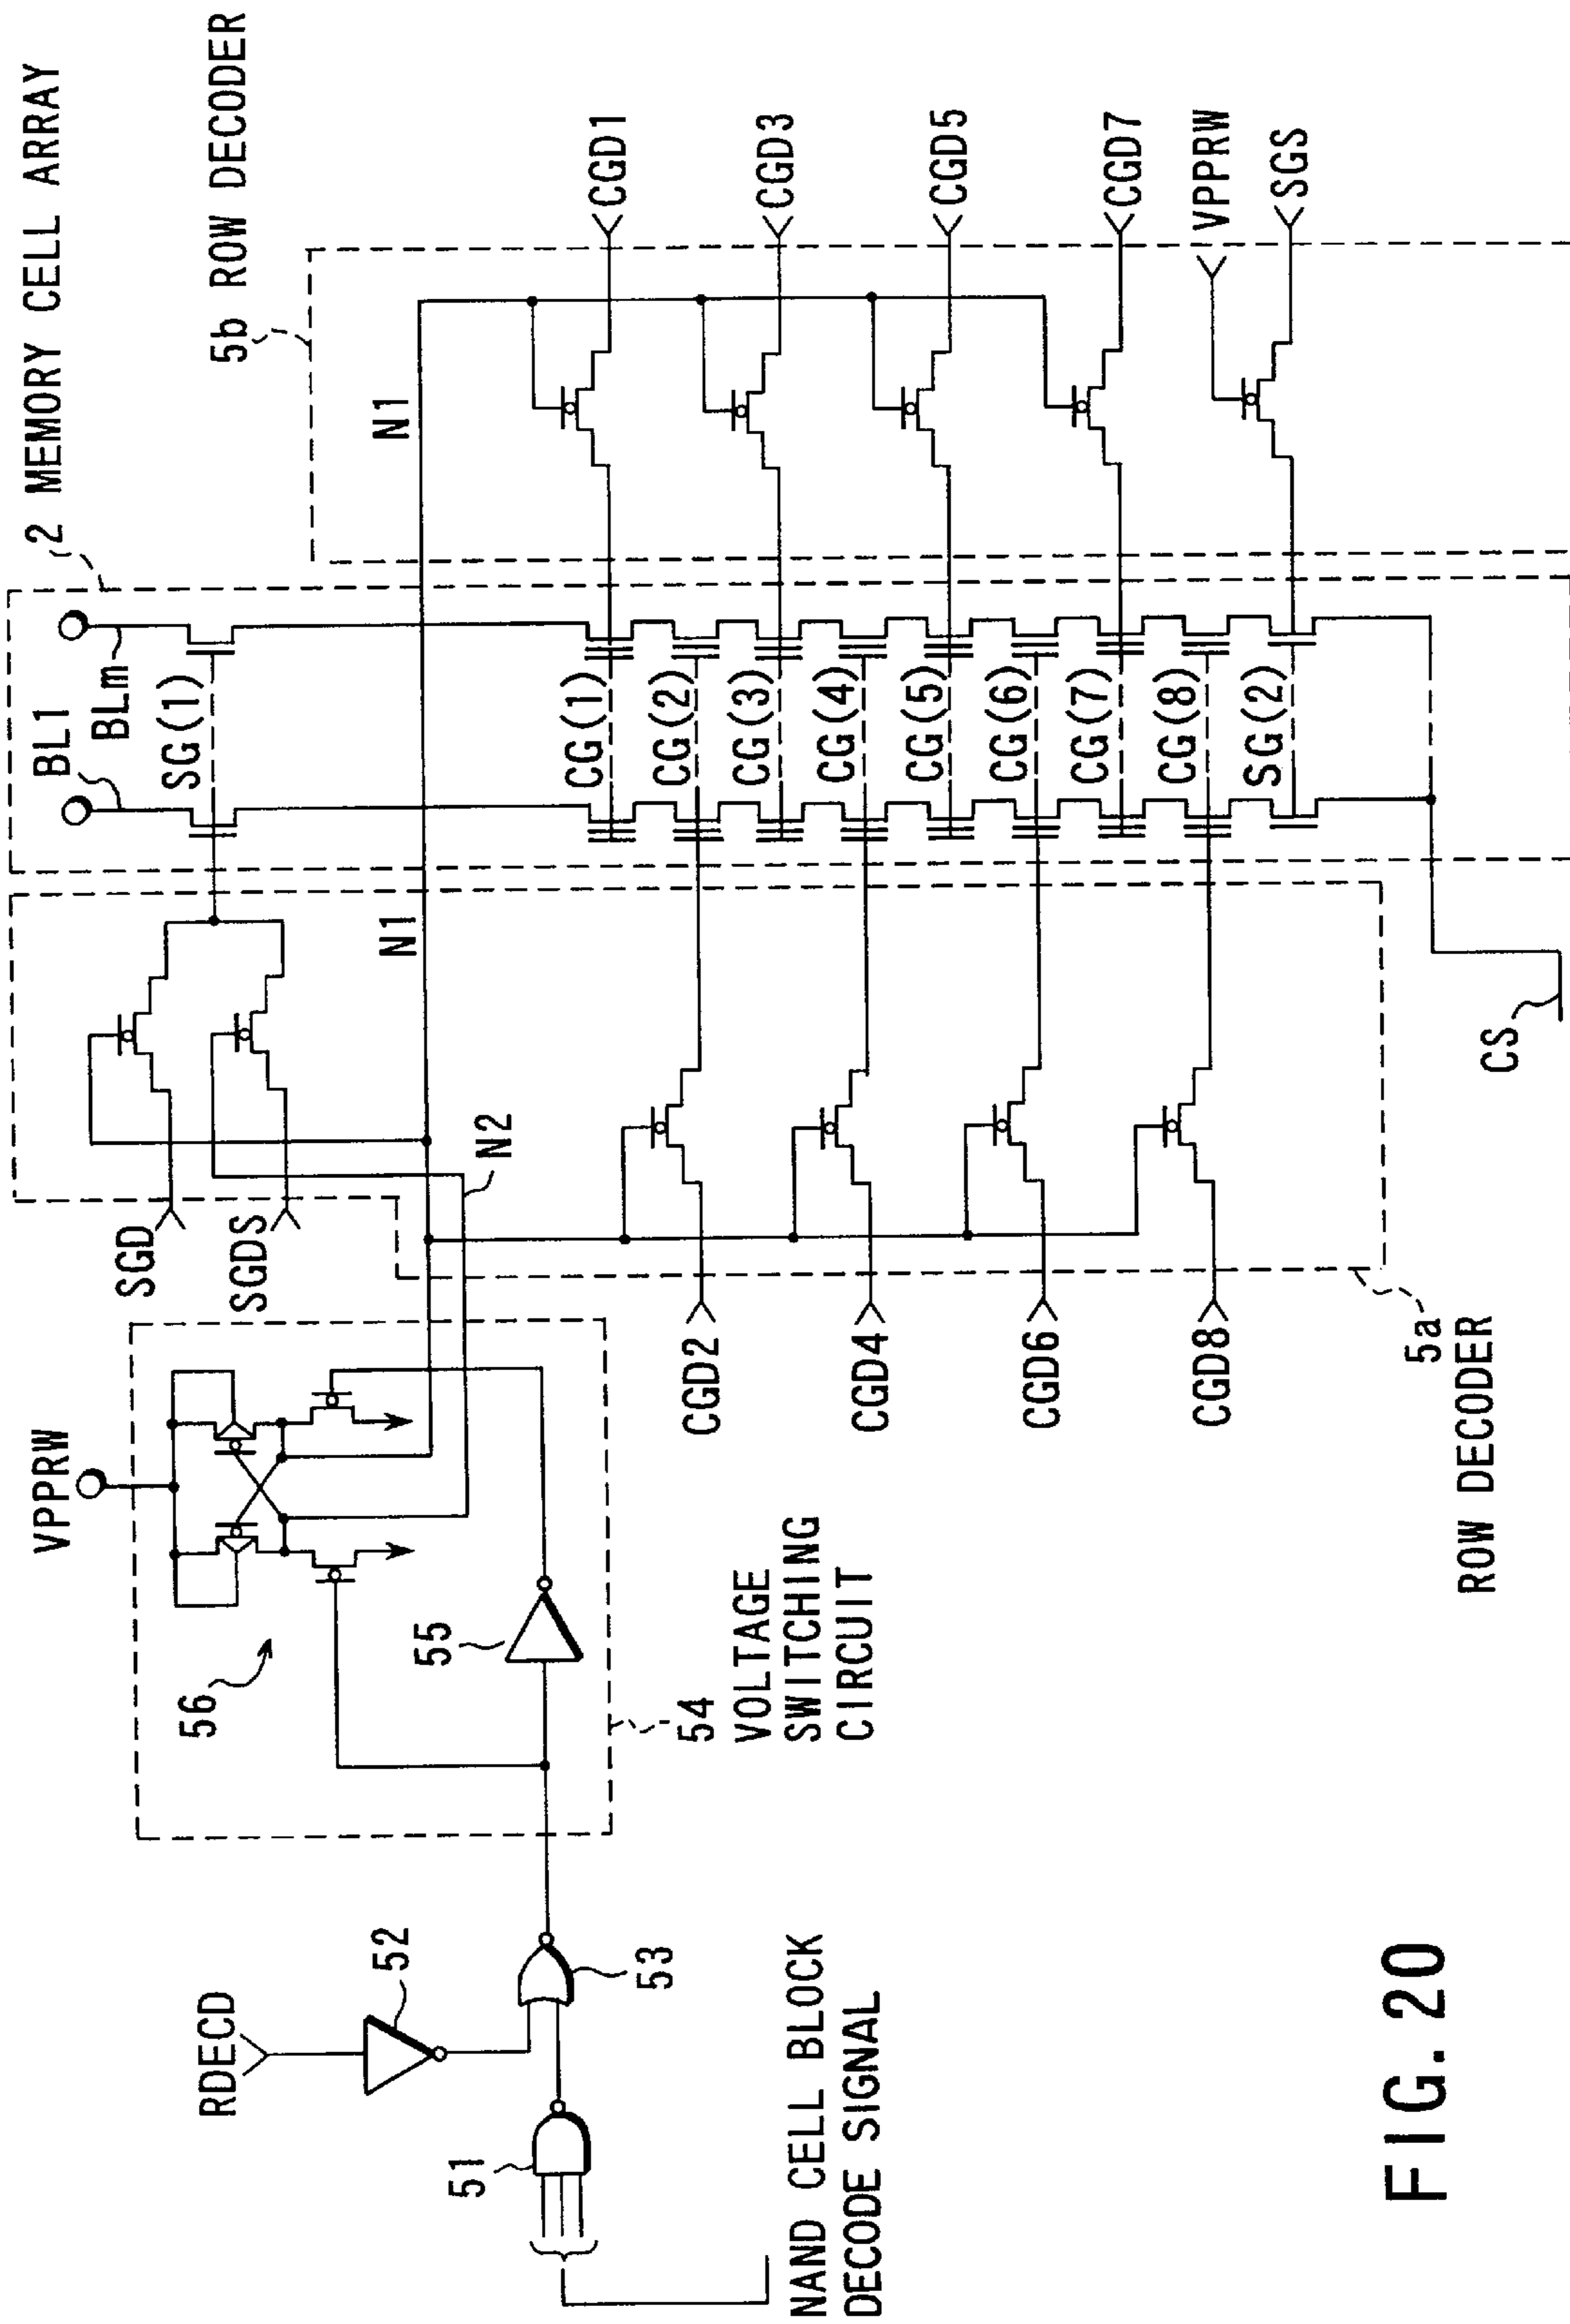 2 MEMORY CELL ARRAY
5b ROW DECODER
BL1
BLm
SG(1)
N1
N1
CG(1)
CG(2)
CG(3)
CG(4)
CG(5)
CG(6)
CG(7)
CG(8)
SG(2)
CGD1
CGD3
CGD5
CGD7
VPPRW
SGS
SGD
SGDS
N2
CGD2
CGD4
CGD6
CGD8
CS
5a
ROW DECODER
VPPRW
56
55
54
VOLTAGE
SWITCHING
CIRCUIT
RDECD
52
53
51
NAND CELL BLOCK
DECODE SIGNAL
FIG. 20